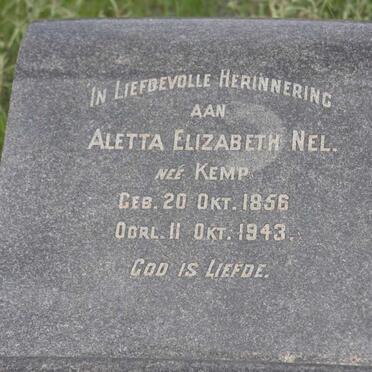 IN LIEFDEVOLLE HERINNERING
AAN
ALETTA ELIZABETH NEL.
NEÉ KEMP
GEB. 20 OKT. 1856
OORL. 11 OKT. 1943.
GOD IS LIEFDE.